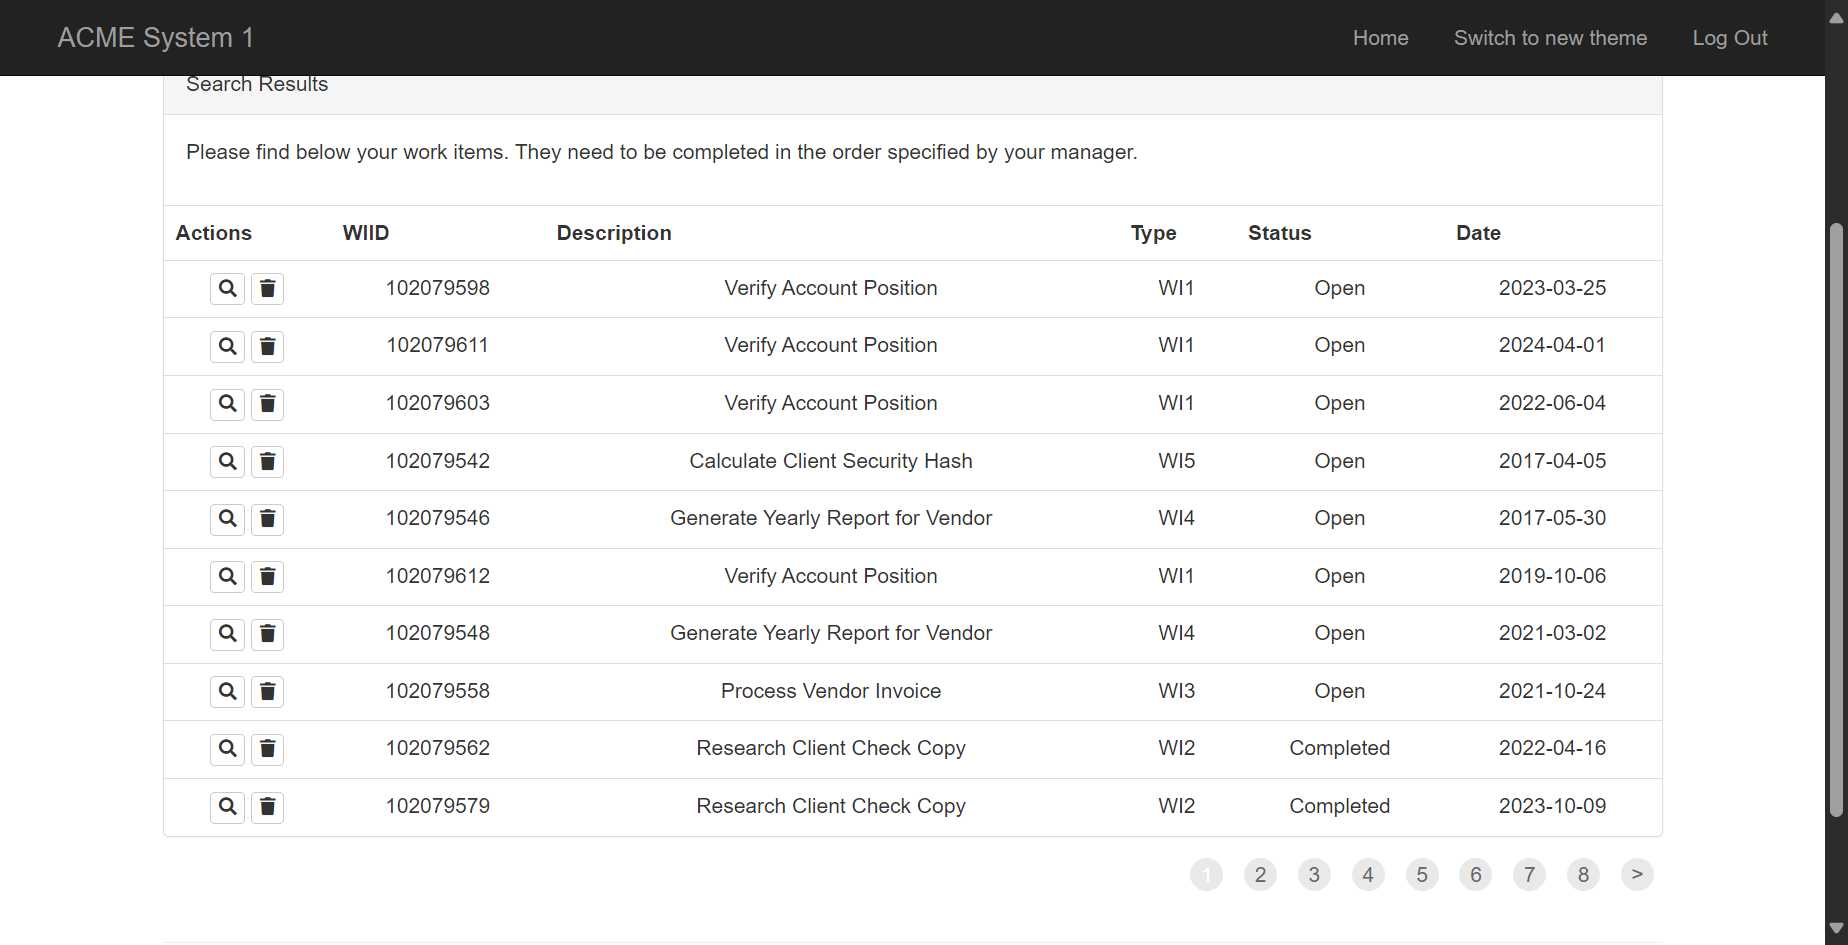 ACME System 1 Home Switch to new theme Log Out
Search Results
Please find below your work items. They need to be completed in the order specified by your manager.
Actions WIID Description Type Status Date
102079598 Verify Account Position WI1 Open 2023-03-25
102079611 Verify Account Position WI1 Open 2024-04-01
102079603 Verify Account Position WI1 Open 2022-06-04
102079542 Calculate Client Security Hash WI5 Open 2017-04-05
102079546 Generate Yearly Report for Vendor WI4 Open 2017-05-30
102079612 Verify Account Position WI1 Open 2019-10-06
102079548 Generate Yearly Report for Vendor WI4 Open 2021-03-02
102079558 Process Vendor Invoice WI3 Open 2021-10-24
102079562 Research Client Check Copy WI2 Completed 2022-04-16
102079579 Research Client Check Copy WI2 Completed 2023-10-09
1 2 3 4 5 6 7 8 >